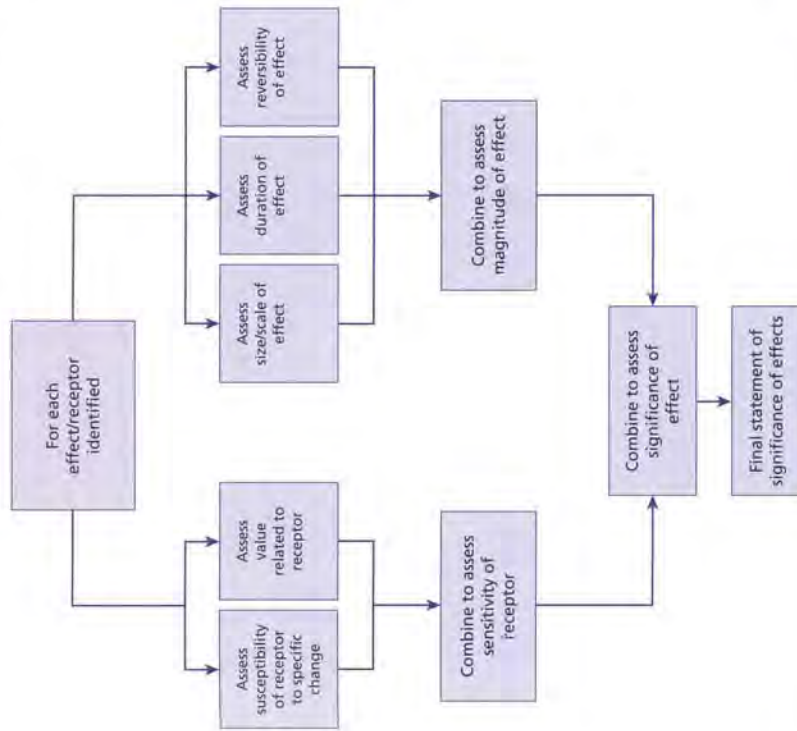 For each
effect/receptor
identified
Assess
susceptibility
of receptor
to specific
change
Assess
value
related to
receptor
Assess
size/scale of
effect
Assess
duration of
effect
Assess
reversibility
of effect
Combine to assess
sensitivity of
receptor
Combine to assess
magnitude of effect
Combine to assess
significance of
effect
Final statement of
significance of effects